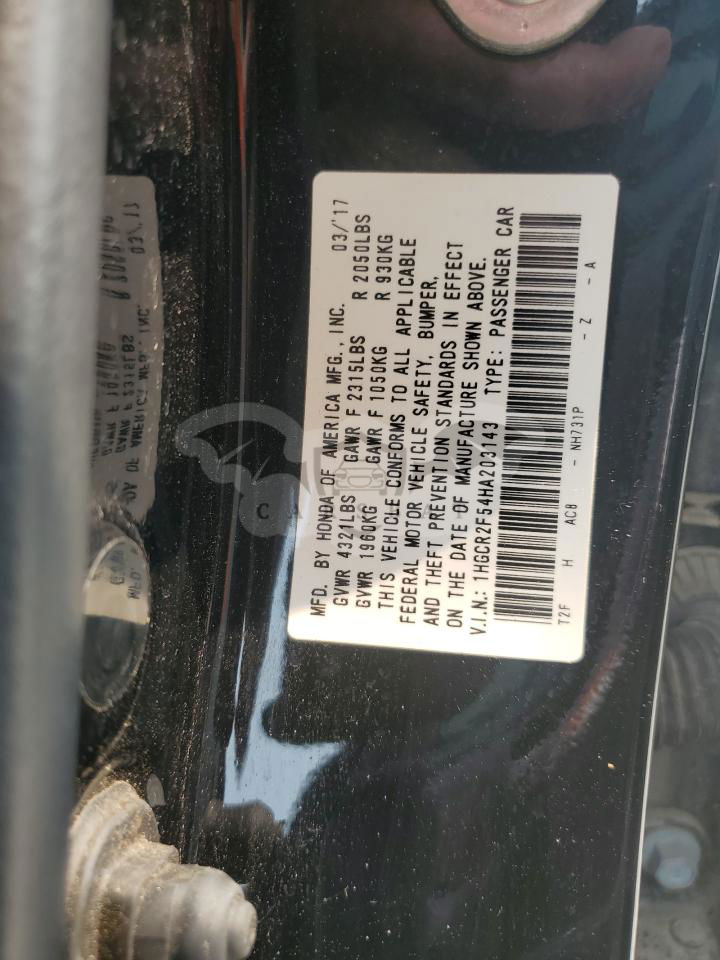 MFD. BY HONDA OF AMERICA MFG., INC. 03/'17
GVWR 4321LBS GAWR F 2315LBS R 2050LBS
GVWR 1960KG GAWR F 1050KG R 930KG
THIS VEHICLE CONFORMS TO ALL APPLICABLE
FEDERAL MOTOR VEHICLE SAFETY, BUMPER,
AND THEFT PREVENTION STANDARDS IN EFFECT
ON THE DATE OF MANUFACTURE SHOWN ABOVE.
V.I.N.: 1HGCR2F54HA203143 TYPE: PASSENGER CAR
T2F H AC8 - NH731P - Z - A